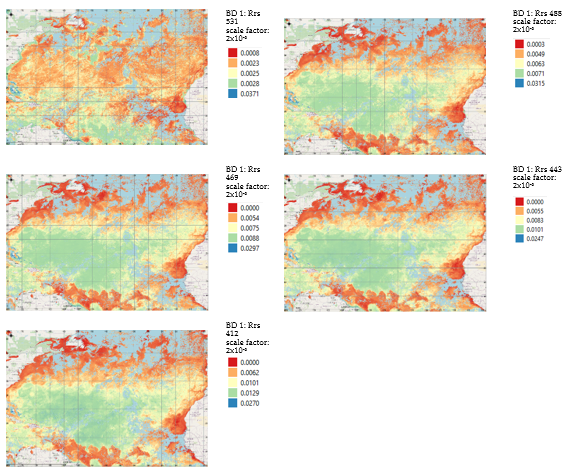 BD 1: Rrs
531
scale factor:
2x10⁻⁶
0.0008
0.0023
0.0025
0.0028
0.0371
BD 1: Rrs 488
scale factor:
2x10⁻⁶
0.0003
0.0049
0.0063
0.0071
0.0315
BD 1: Rrs
469
scale factor:
2x10⁻⁶
0.0000
0.0054
0.0075
0.0088
0.0297
BD 1: Rrs 443
scale factor:
2x10⁻⁶
0.0000
0.0055
0.0083
0.0101
0.0247
BD 1: Rrs
412
scale factor:
2x10⁻⁶
0.0000
0.0062
0.0101
0.0129
0.0270